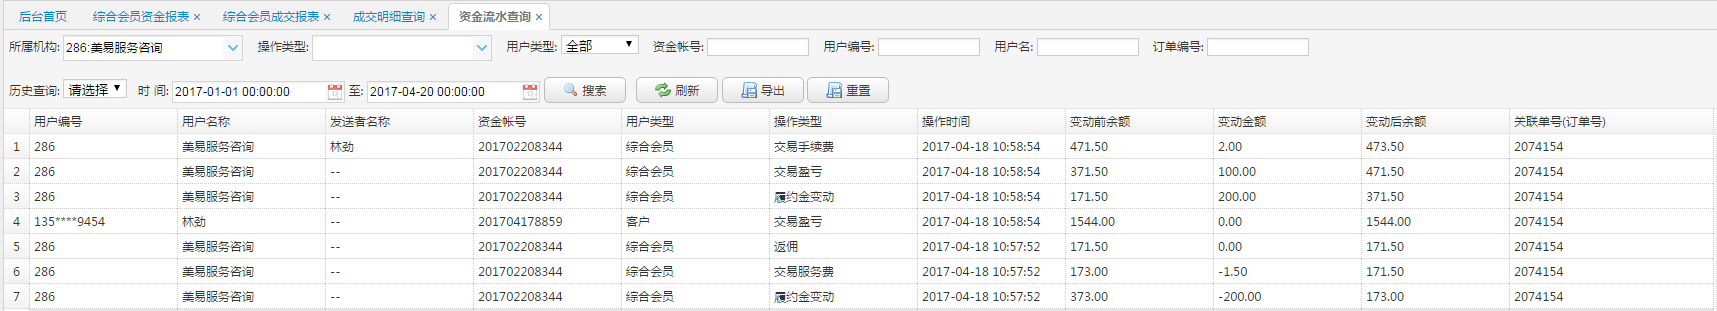 后台首页 综合会员资金报表 × 综合会员成交报表 × 成交明细查询 × 资金流水查询 ×
所属机构: 286:美易服务咨询 操作类型: 用户类型: 全部 资金帐号: 用户编号: 用户名: 订单编号:
历史查询: 请选择 时 间: 2017-01-01 00:00:00 至: 2017-04-20 00:00:00 搜索 刷新 导出 重置
用户编号 用户名称 发送者名称 资金帐号 用户类型 操作类型 操作时间 变动前余额 变动金额 变动后余额 关联单号(订单号)
1 286 美易服务咨询 林劲 201702208344 综合会员 交易手续费 2017-04-18 10:58:54 471.50 2.00 473.50 2074154
2 286 美易服务咨询 -- 201702208344 综合会员 交易盈亏 2017-04-18 10:58:54 371.50 100.00 471.50 2074154
3 286 美易服务咨询 -- 201702208344 综合会员 履约金变动 2017-04-18 10:58:54 171.50 200.00 371.50 2074154
4 135****9454 林劲 -- 201704178859 客户 交易盈亏 2017-04-18 10:58:54 1544.00 0.00 1544.00 2074154
5 286 美易服务咨询 -- 201702208344 综合会员 返佣 2017-04-18 10:57:52 171.50 0.00 171.50 2074154
6 286 美易服务咨询 -- 201702208344 综合会员 交易服务费 2017-04-18 10:57:52 173.00 -1.50 171.50 2074154
7 286 美易服务咨询 -- 201702208344 综合会员 履约金变动 2017-04-18 10:57:52 373.00 -200.00 173.00 2074154